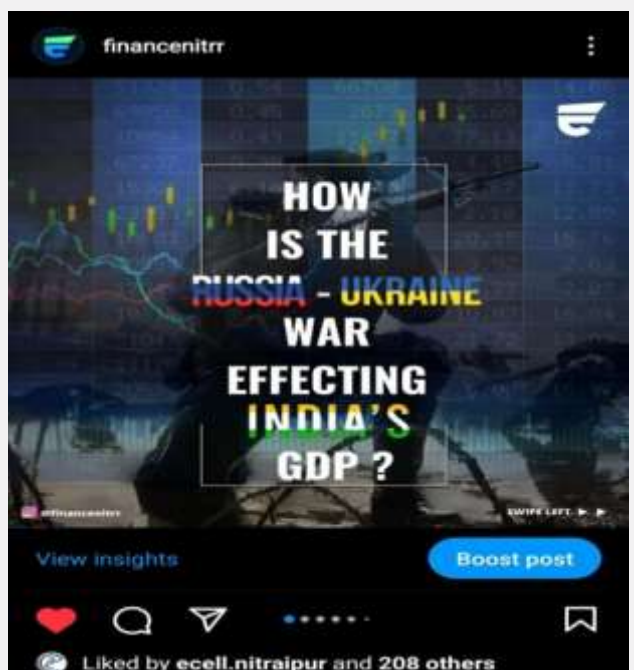 financenitrr
HOW
IS THE
RUSSIA - UKRAINE
WAR
EFFECTING
INDIA'S
GDP ?
@financenitrr
SWIPE LEFT
View insights
Boost post
Liked by ecell.nitraipur and 208 others